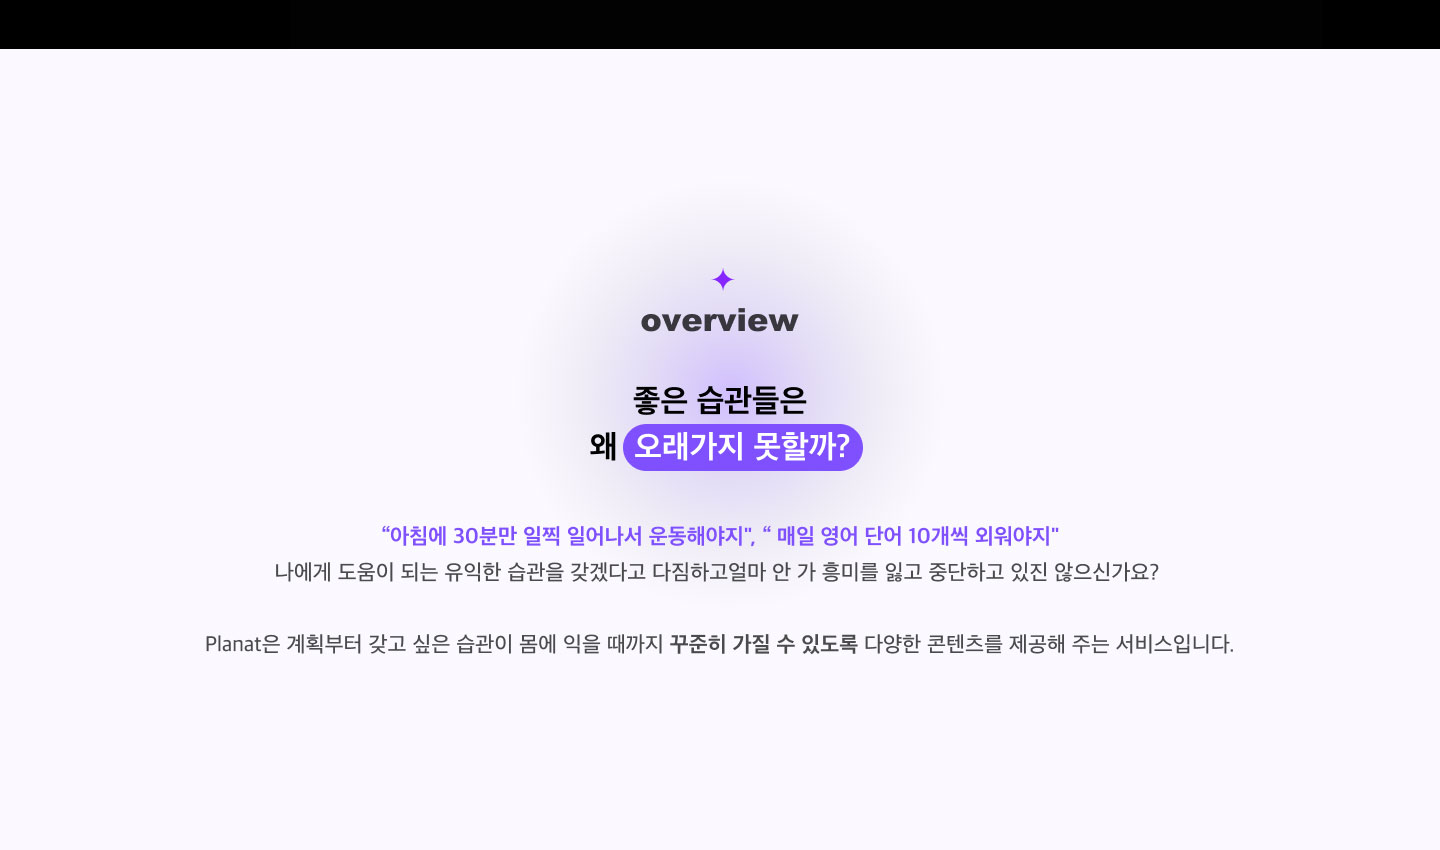 overview
좋은 습관들은
왜 오래가지 못할까?
“아침에 30분만 일찍 일어나서 운동해야지", “ 매일 영어 단어 10개씩 외워야지"
나에게 도움이 되는 유익한 습관을 갖겠다고 다짐하고얼마 안 가 흥미를 잃고 중단하고 있진 않으신가요?
Planat은 계획부터 갖고 싶은 습관이 몸에 익을 때까지 꾸준히 가질 수 있도록 다양한 콘텐츠를 제공해 주는 서비스입니다.